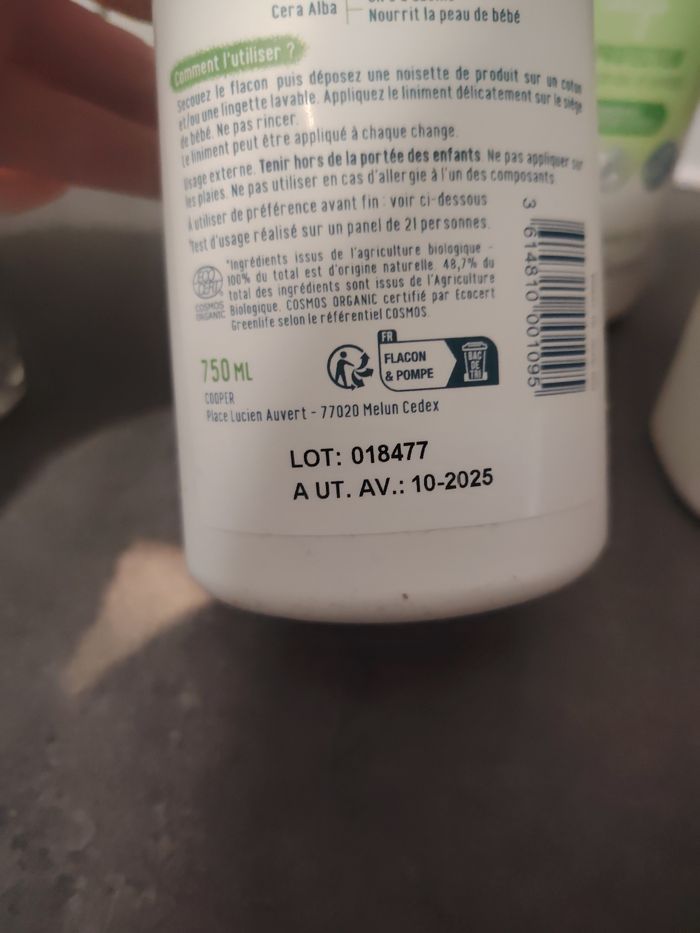 Cera Alba
Nourrit la peau de bébé
Comment l'utiliser ?
Secouez le flacon puis déposez une noisette de produit sur un coton
et/ou une lingette lavable. Appliquez le liniment délicatement sur le siège
de bébé. Ne pas rincer.
Le liniment peut être appliqué à chaque change.
Usage externe. Tenir hors de la portée des enfants. Ne pas appliquer sur
les plaies. Ne pas utiliser en cas d'allergie à l'un des composants.
A utiliser de préférence avant fin : voir ci-dessous
Test d'usage réalisé sur un panel de 21 personnes.
*Ingrédients issus de l'agriculture biologique -
100% du total est d'origine naturelle. 48,7% du
total des ingrédients sont issus de l'Agriculture
Biologique. COSMOS ORGANIC certifié par Ecocert
Greenlife selon le référentiel COSMOS.
ECO
CERT
COSMOS
ORGANIC
750 ML
FR
FLACON
& POMPE
BAC
DE
TRI
COOPER
Place Lucien Auvert - 77020 Melun Cedex
3 614810 001095
LOT: 018477
A UT. AV.: 10-2025